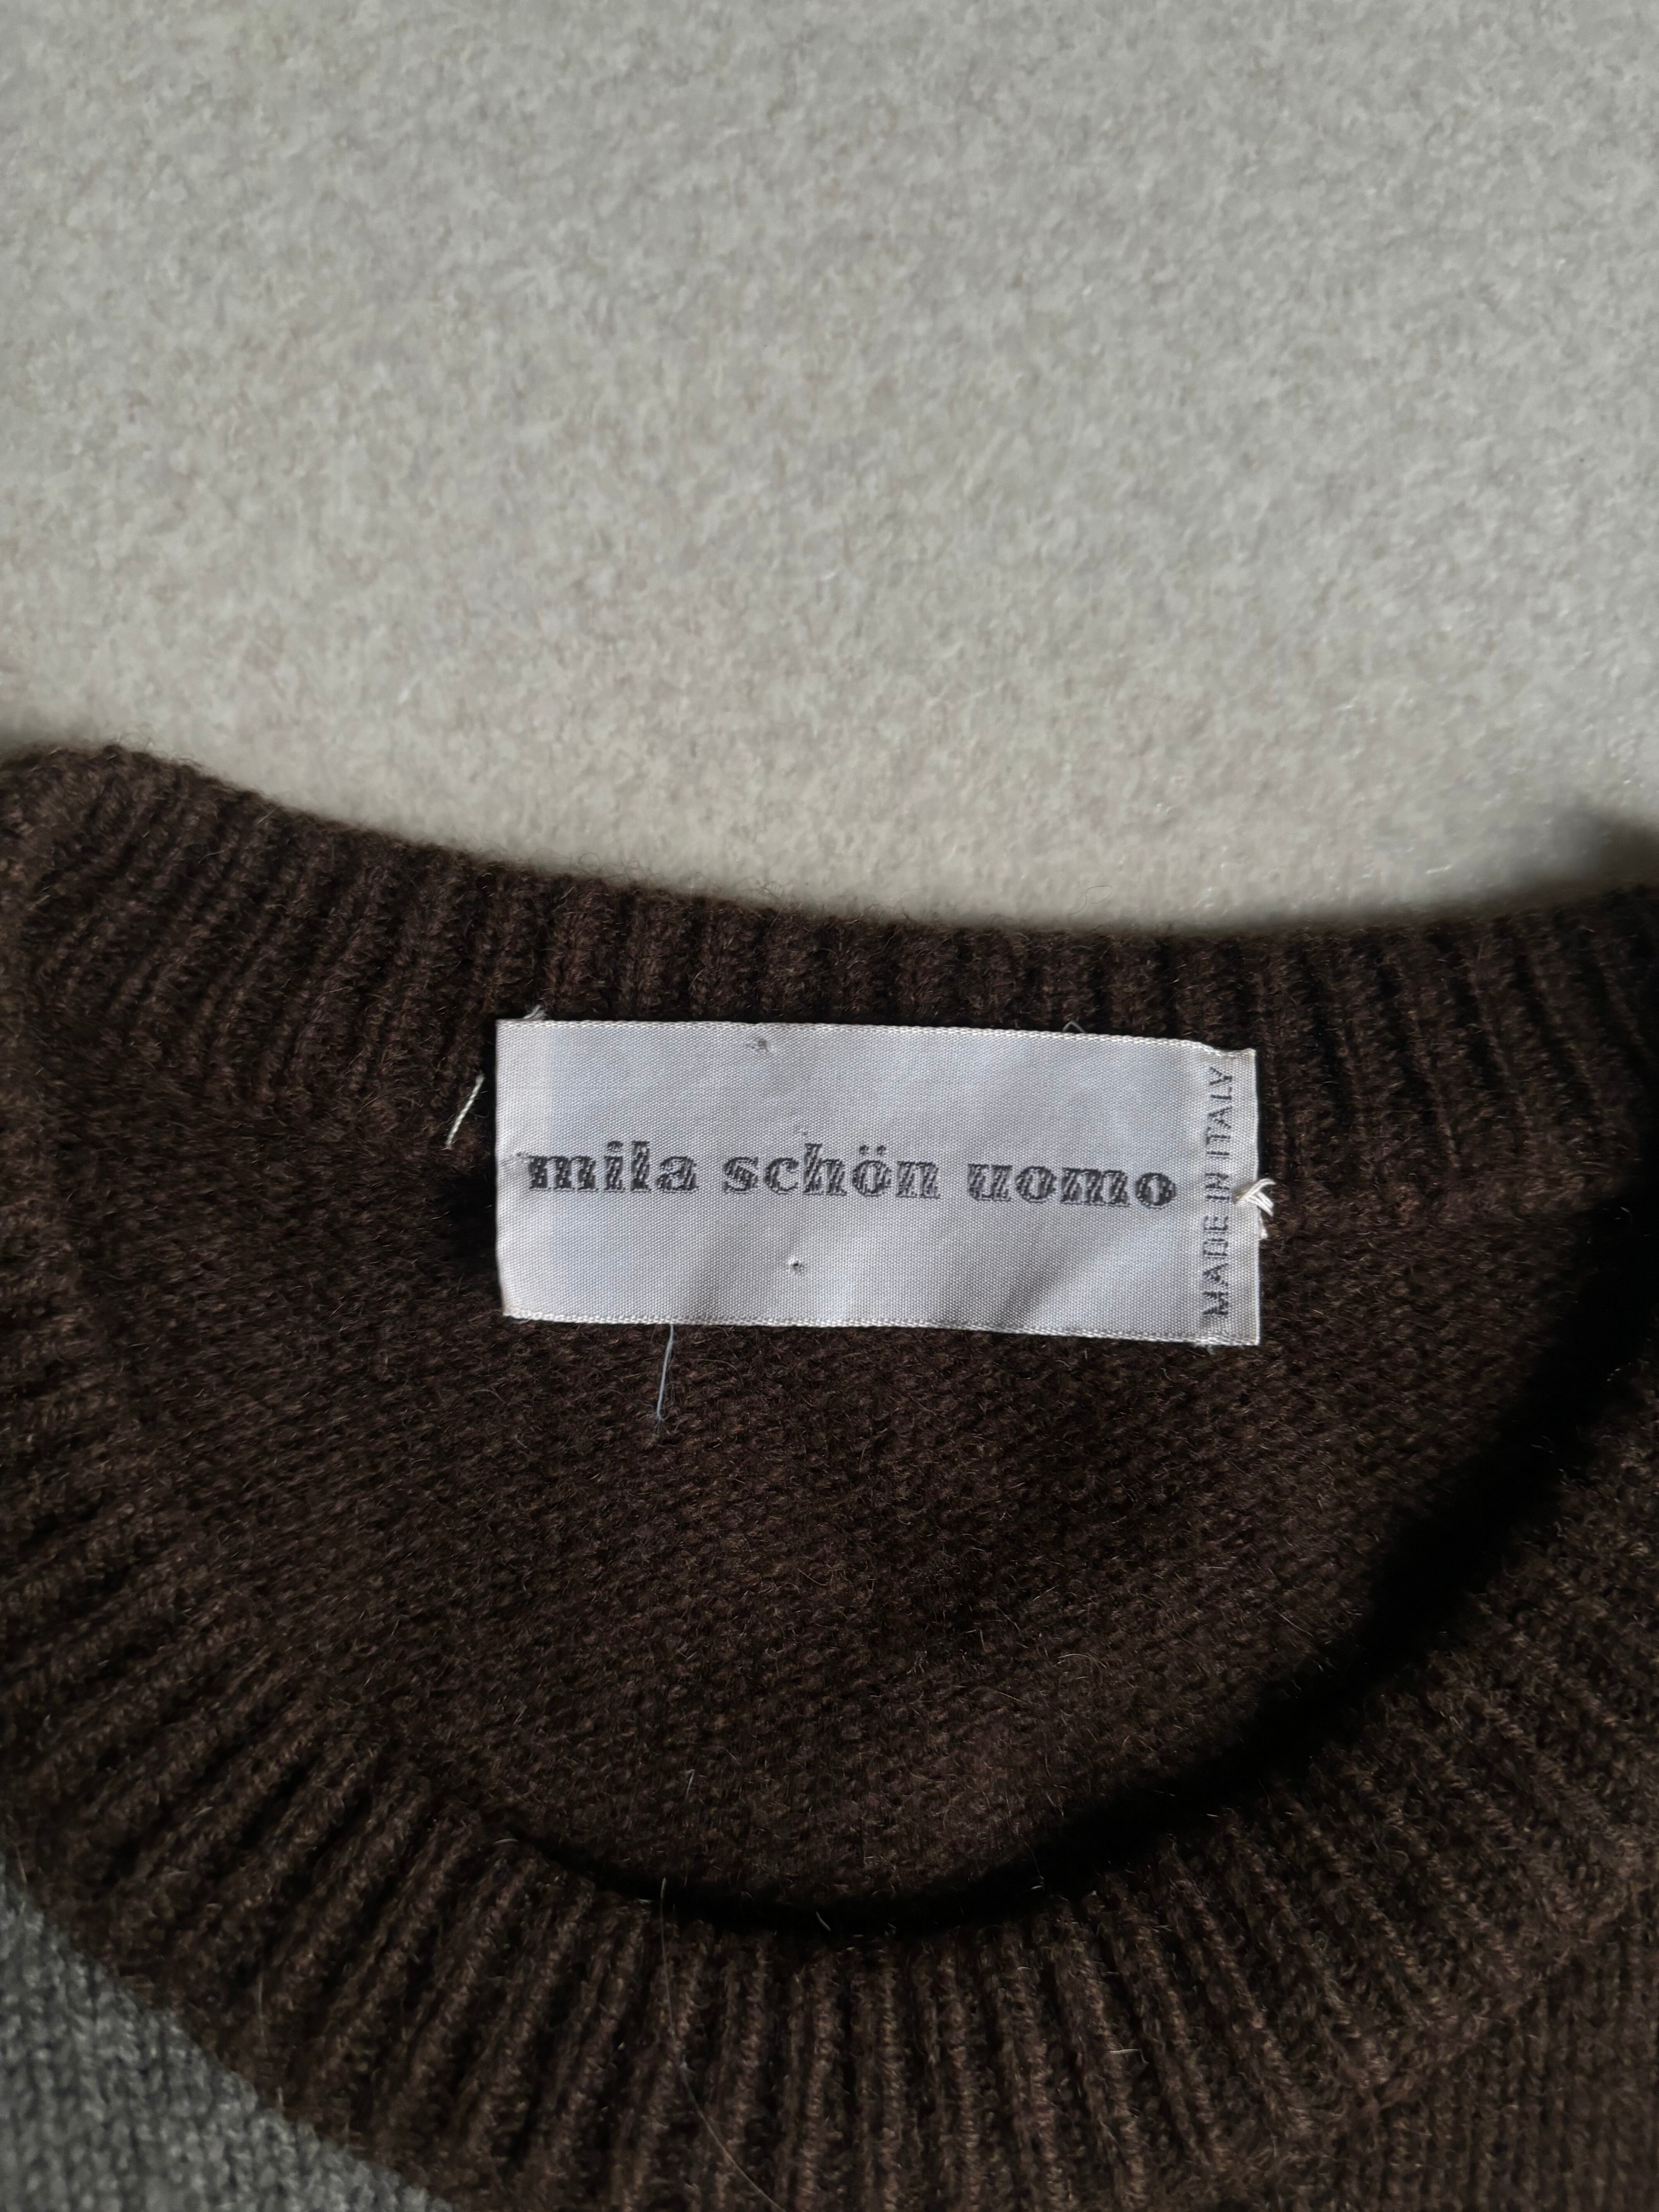 mila schön uomo
MADE IN ITALY